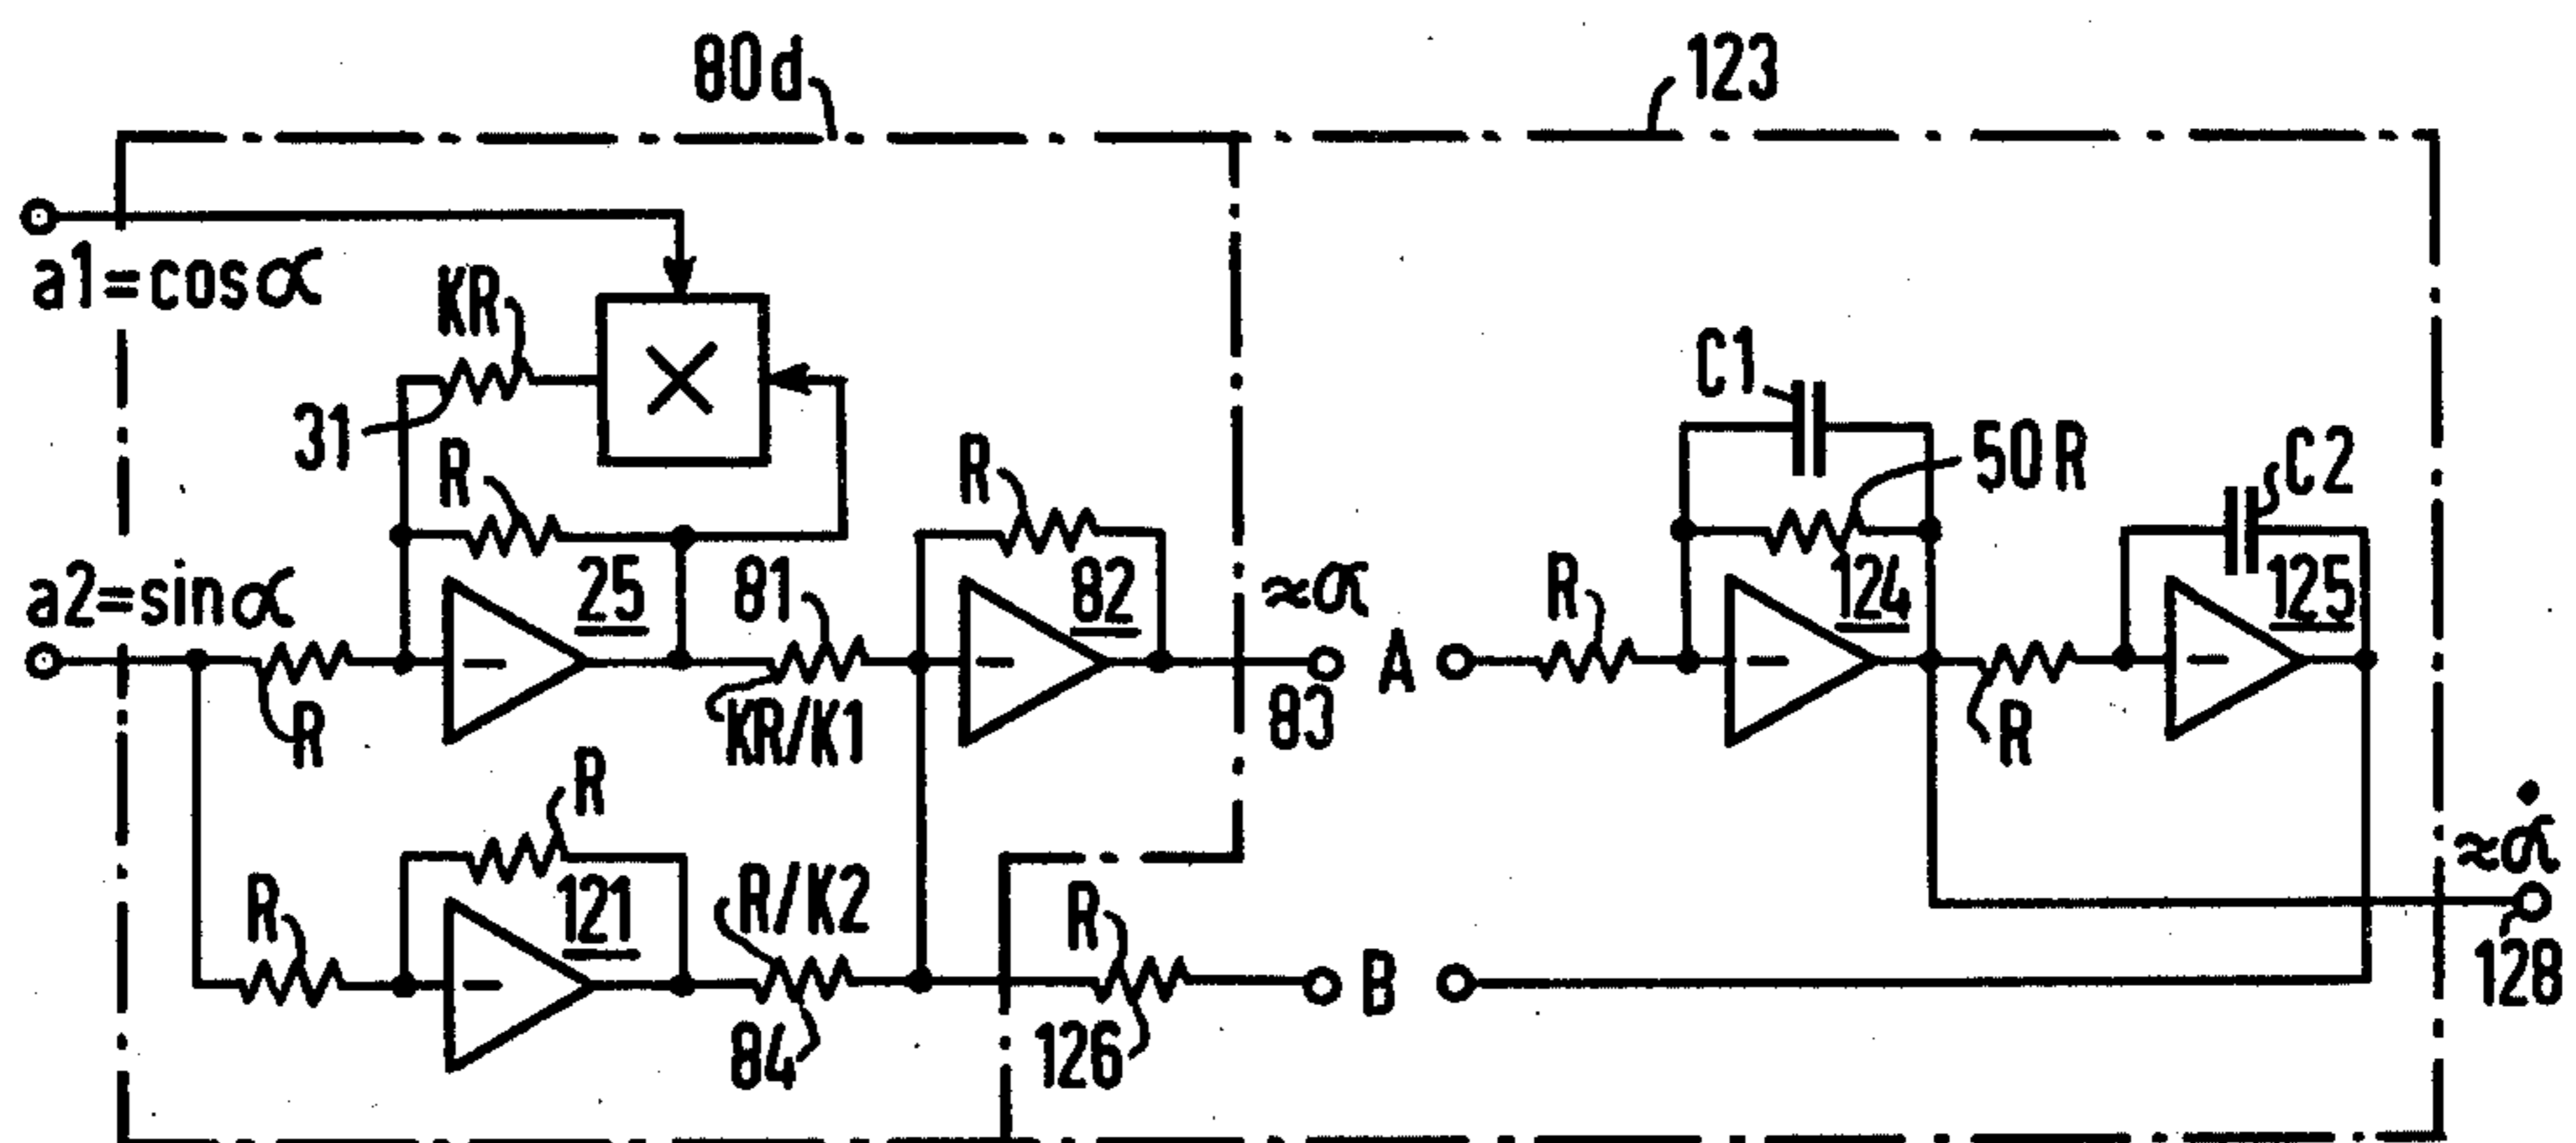 80d
123
a1=cosα
KR
31
R
C1
50R
C2
R
a2=sinα
25
81
82
≈α
R
124
125
R
KR/K1
83
A
R
R
121
R
R/K2
84
R
126
B
≈α̇
128